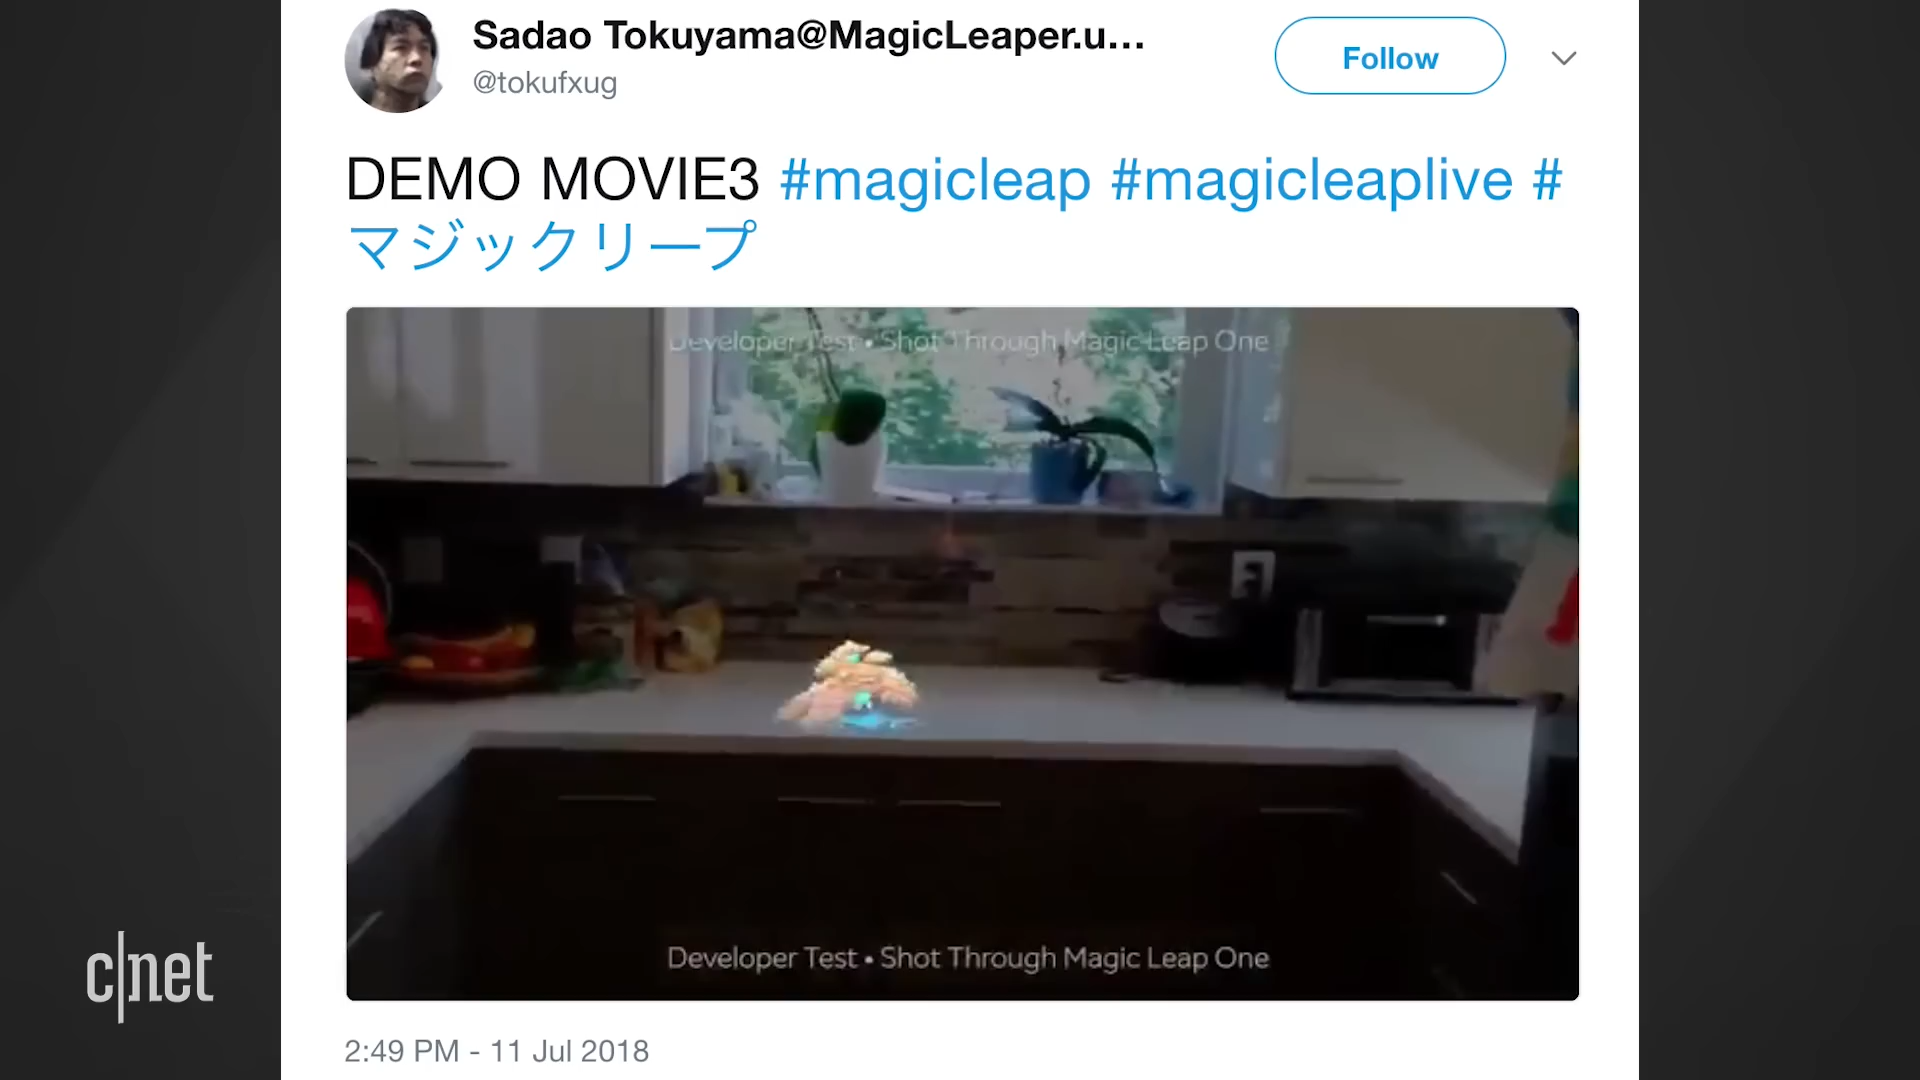 Sadao Tokuyama@MagicLeaper.u...
@tokufxug
Follow
DEMO MOVIE3 #magicleap #magicleaplive #
マジックリープ
Developer Test • Shot Through Magic Leap One
Developer Test • Shot Through Magic Leap One
c|net
2:49 PM - 11 Jul 2018